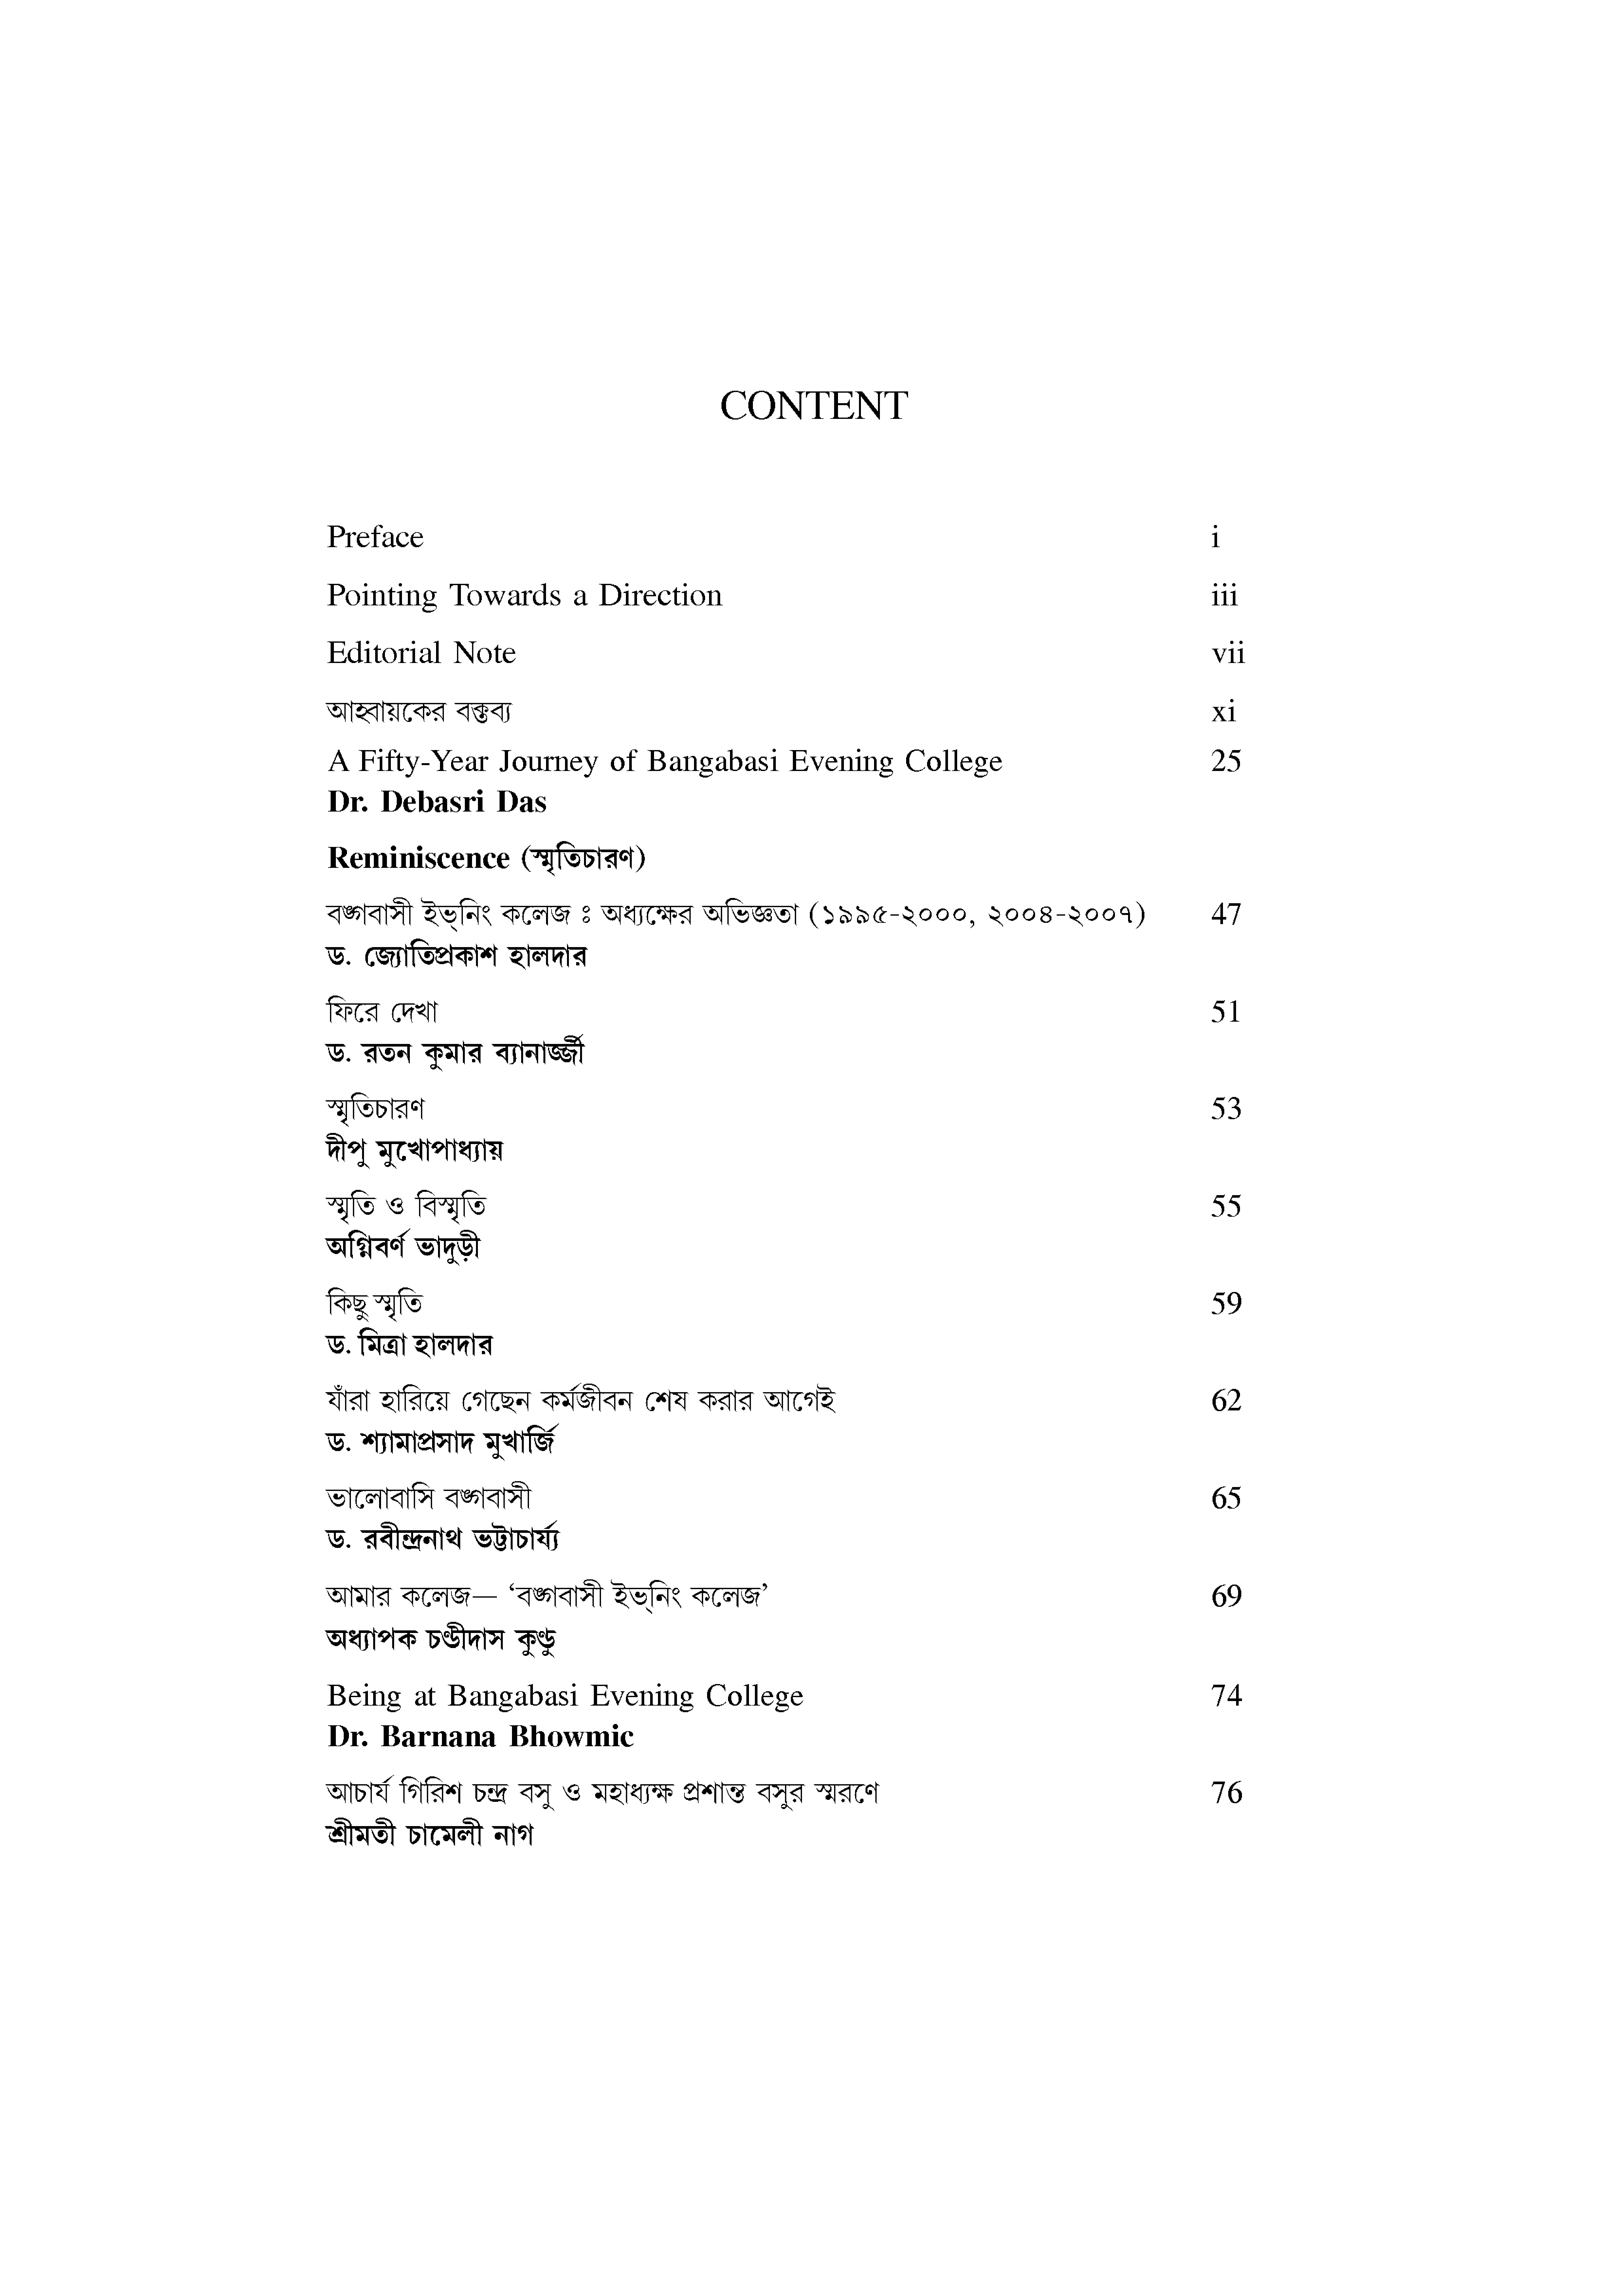 CONTENT
Preface i
Pointing Towards a Direction iii
Editorial Note vii
আহ্বায়কের বক্তব্য xi
A Fifty-Year Journey of Bangabasi Evening College 25
Dr. Debasri Das
Reminiscence (স্মৃতিচারণ)
বঙ্গবাসী ইভ্‌নিং কলেজ ঃ অধ্যক্ষের অভিজ্ঞতা (১৯৯৫-২০০০, ২০০৪-২০০৭) 47
ড. জ্যোতিপ্রকাশ হালদার
ফিরে দেখা 51
ড. রতন কুমার ব্যানার্জ্জী
স্মৃতিচারণ 53
দীপু মুখোপাধ্যায়
স্মৃতি ও বিস্মৃতি 55
অগ্নিবর্ণ ভাদুড়ী
কিছু স্মৃতি 59
ড. মিত্রা হালদার
যাঁরা হারিয়ে গেছেন কর্মজীবন শেষ করার আগেই 62
ড. শ্যামাপ্রসাদ মুখার্জি
ভালোবাসি বঙ্গবাসী 65
ড. রবীন্দ্রনাথ ভট্টাচার্য্য
আমার কলেজ— ‘বঙ্গবাসী ইভ্‌নিং কলেজ’ 69
অধ্যাপক চণ্ডীদাস কুণ্ডু
Being at Bangabasi Evening College 74
Dr. Barnana Bhowmic
আচার্য গিরিশ চন্দ্র বসু ও মহাধ্যক্ষ প্রশান্ত বসুর স্মরণে 76
শ্রীমতী চামেলী নাগ